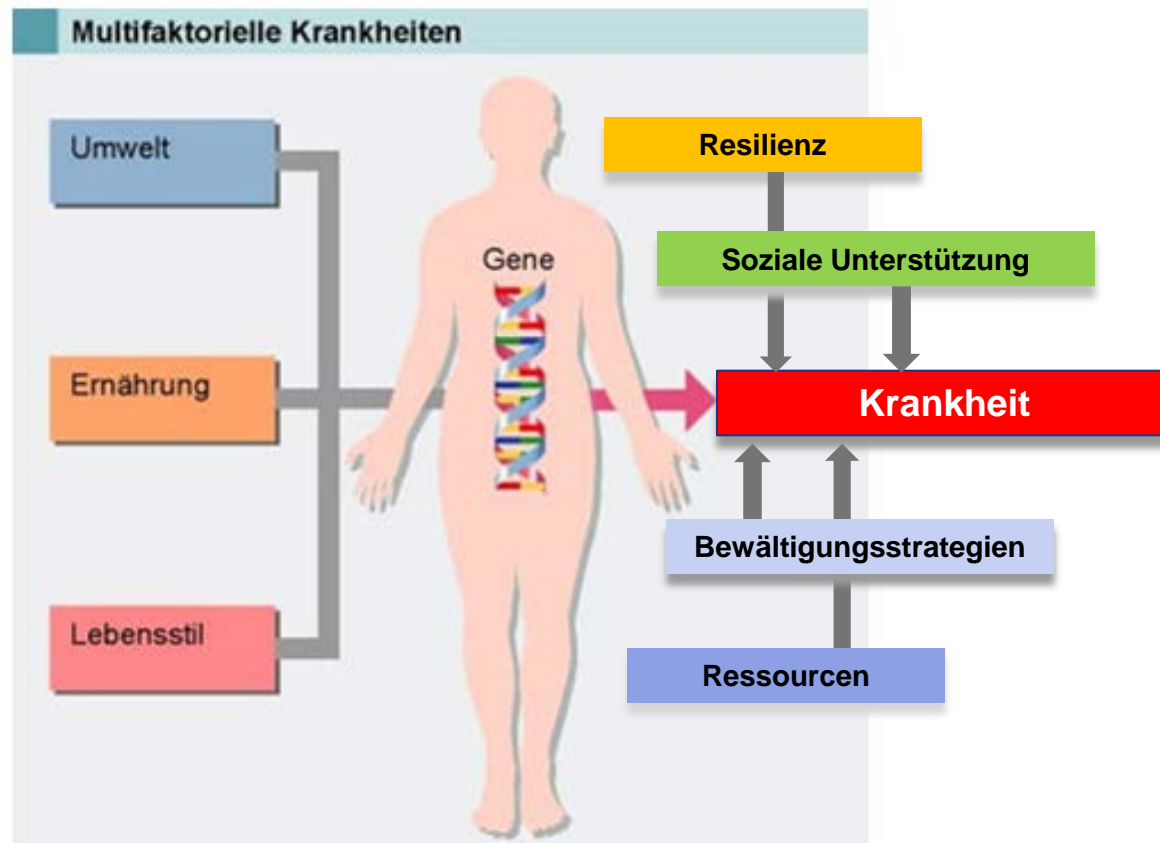 Multifaktorielle Krankheiten
Umwelt
Resilienz
Gene
Soziale Unterstützung
Ernährung
Krankheit
Bewältigungsstrategien
Lebensstil
Ressourcen